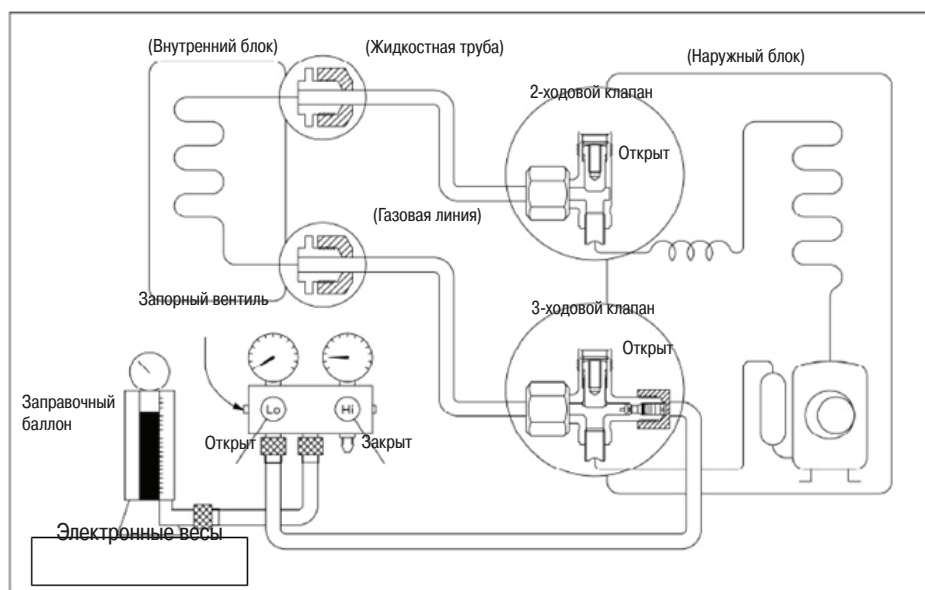 (Внутренний блок)
(Жидкостная труба)
(Наружный блок)
2-ходовой клапан
Открыт
(Газовая линия)
Запорный вентиль
3-ходовой клапан
Открыт
Заправочный
баллон
Lo
Hi
Открыт
Закрыт
Электронные весы